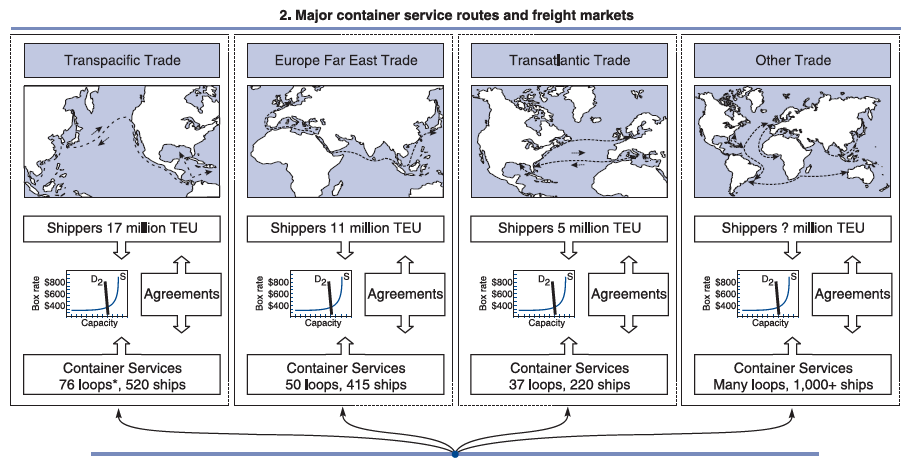 2. Major container service routes and freight markets
Transpacific Trade
Shippers 17 million TEU
Box rate
$800
$600
$400
D2
S
Capacity
Agreements
Container Services
76 loops*, 520 ships
Europe Far East Trade
Shippers 11 million TEU
Box rate
$800
$600
$400
D2
S
Capacity
Agreements
Container Services
50 loops, 415 ships
Transatlantic Trade
Shippers 5 million TEU
Box rate
$800
$600
$400
D2
S
Capacity
Agreements
Container Services
37 loops, 220 ships
Other Trade
Shippers ? million TEU
Box rate
$800
$600
$400
D2
S
Capacity
Agreements
Container Services
Many loops, 1,000+ ships